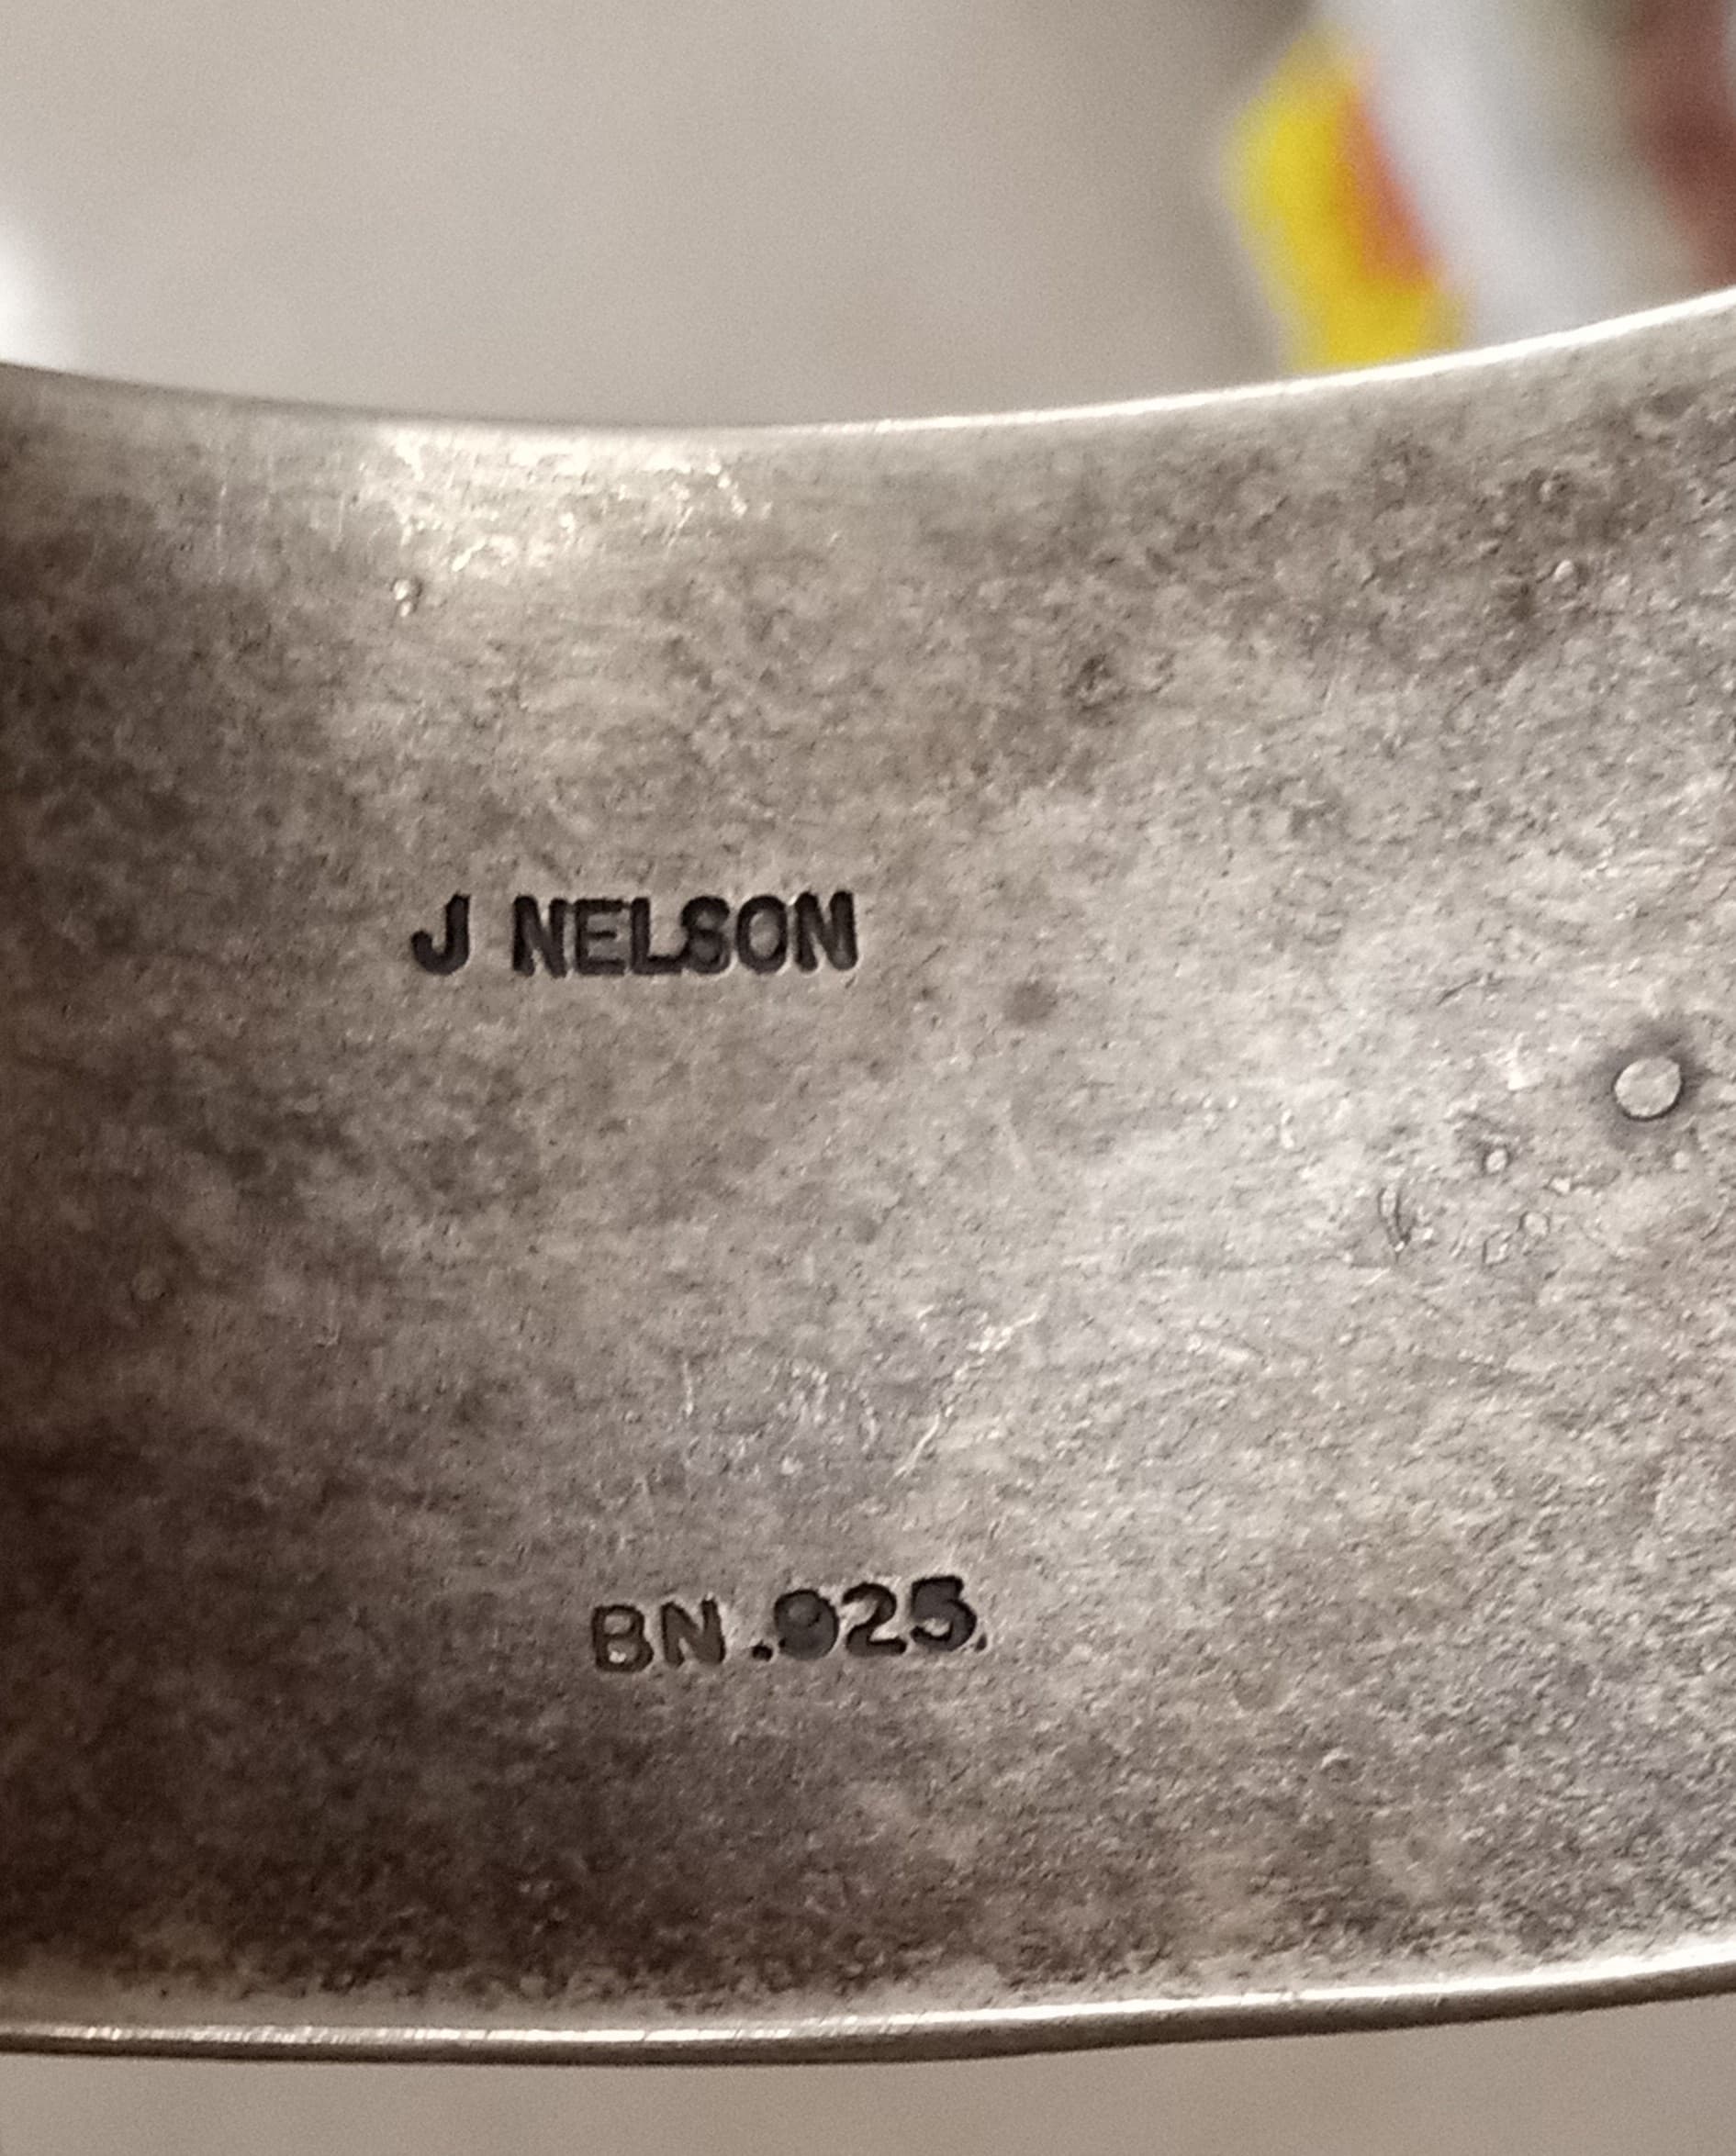 J NELSON
BN .925.